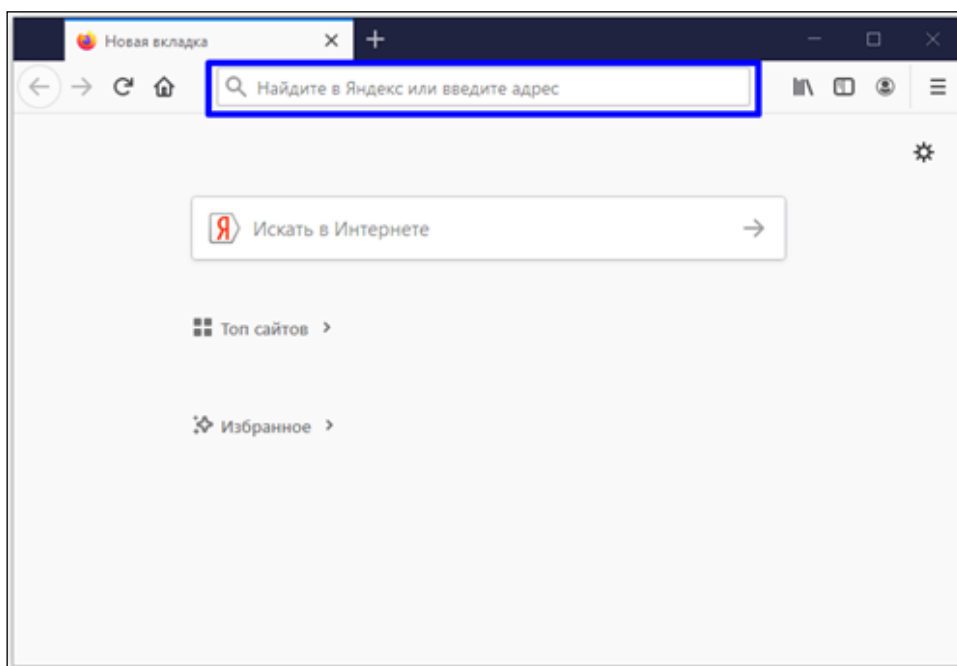 Новая вкладка
Найдите в Яндекс или введите адрес
Я Искать в Интернете
Топ сайтов
Избранное